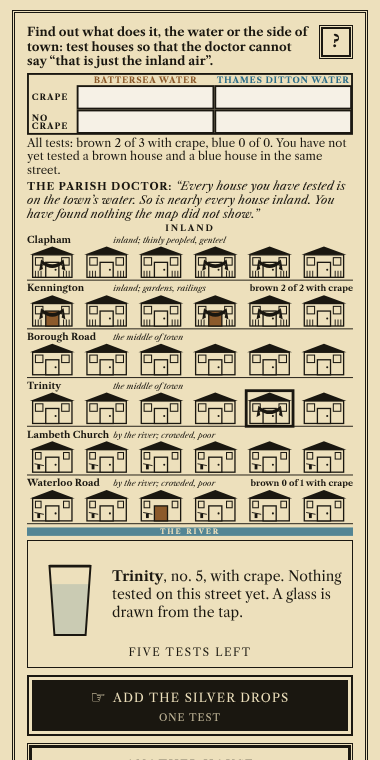 Find out what does it, the water or the side of
town: test houses so that the doctor cannot
say “that is just the inland air”.
?
BATTERSEA WATER THAMES DITTON WATER
CRAPE
NO
CRAPE
All tests: brown 2 of 3 with crape, blue 0 of 0. You have not
yet tested a brown house and a blue house in the same
street.
THE PARISH DOCTOR: “Every house you have tested is
on the town’s water. So is nearly every house inland. You
have found nothing the map did not show.”
INLAND
Clapham inland; thinly peopled, genteel
Kennington inland; gardens, railings brown 2 of 2 with crape
Borough Road the middle of town
Trinity the middle of town
Lambeth Church by the river; crowded, poor
Waterloo Road by the river; crowded, poor brown 0 of 1 with crape
THE RIVER
Trinity, no. 5, with crape. Nothing
tested on this street yet. A glass is
drawn from the tap.
FIVE TESTS LEFT
☞ ADD THE SILVER DROPS
ONE TEST